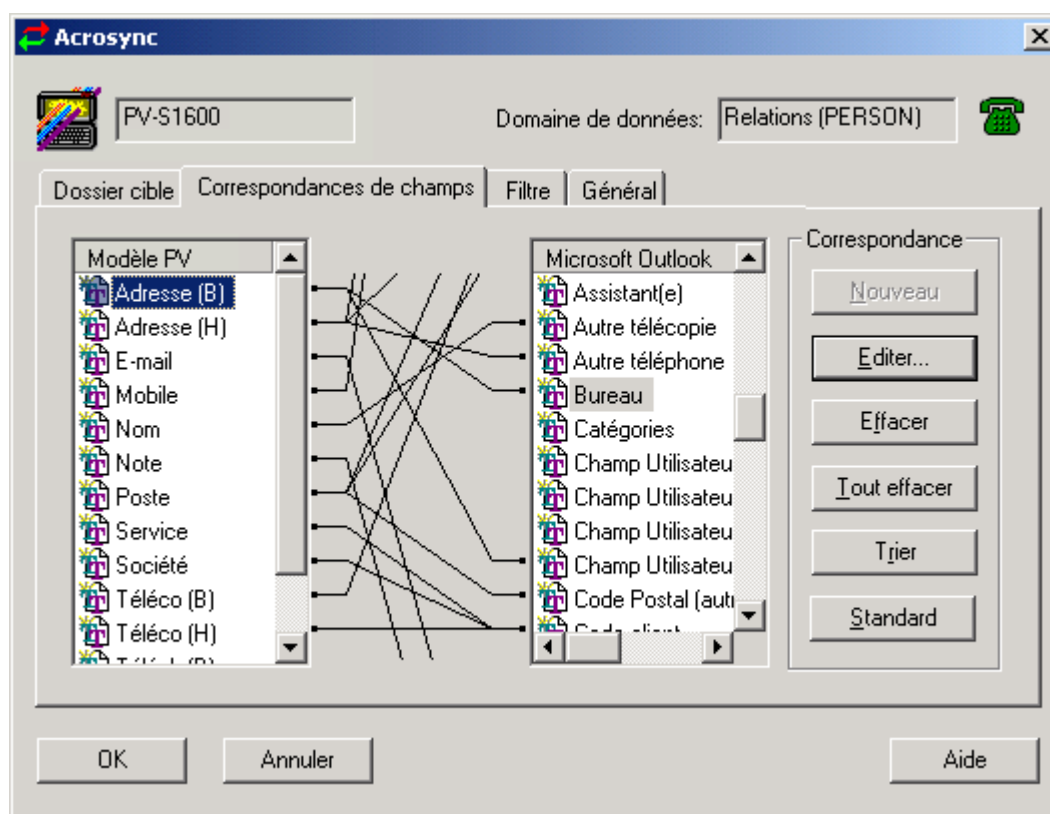 Acrosync
PV-S1600
Domaine de données:
Relations (PERSON)
Dossier cible
Correspondances de champs
Filtre
Général
Modèle PV
Adresse (B)
Adresse (H)
E-mail
Mobile
Nom
Note
Poste
Service
Société
Téléco (B)
Téléco (H)
Microsoft Outlook
Assistant(e)
Autre télécopie
Autre téléphone
Bureau
Catégories
Champ Utilisateu
Champ Utilisateu
Champ Utilisateu
Champ Utilisateu
Code Postal (autr
Code client
Correspondance
Nouveau
Editer...
Effacer
Tout effacer
Trier
Standard
OK
Annuler
Aide